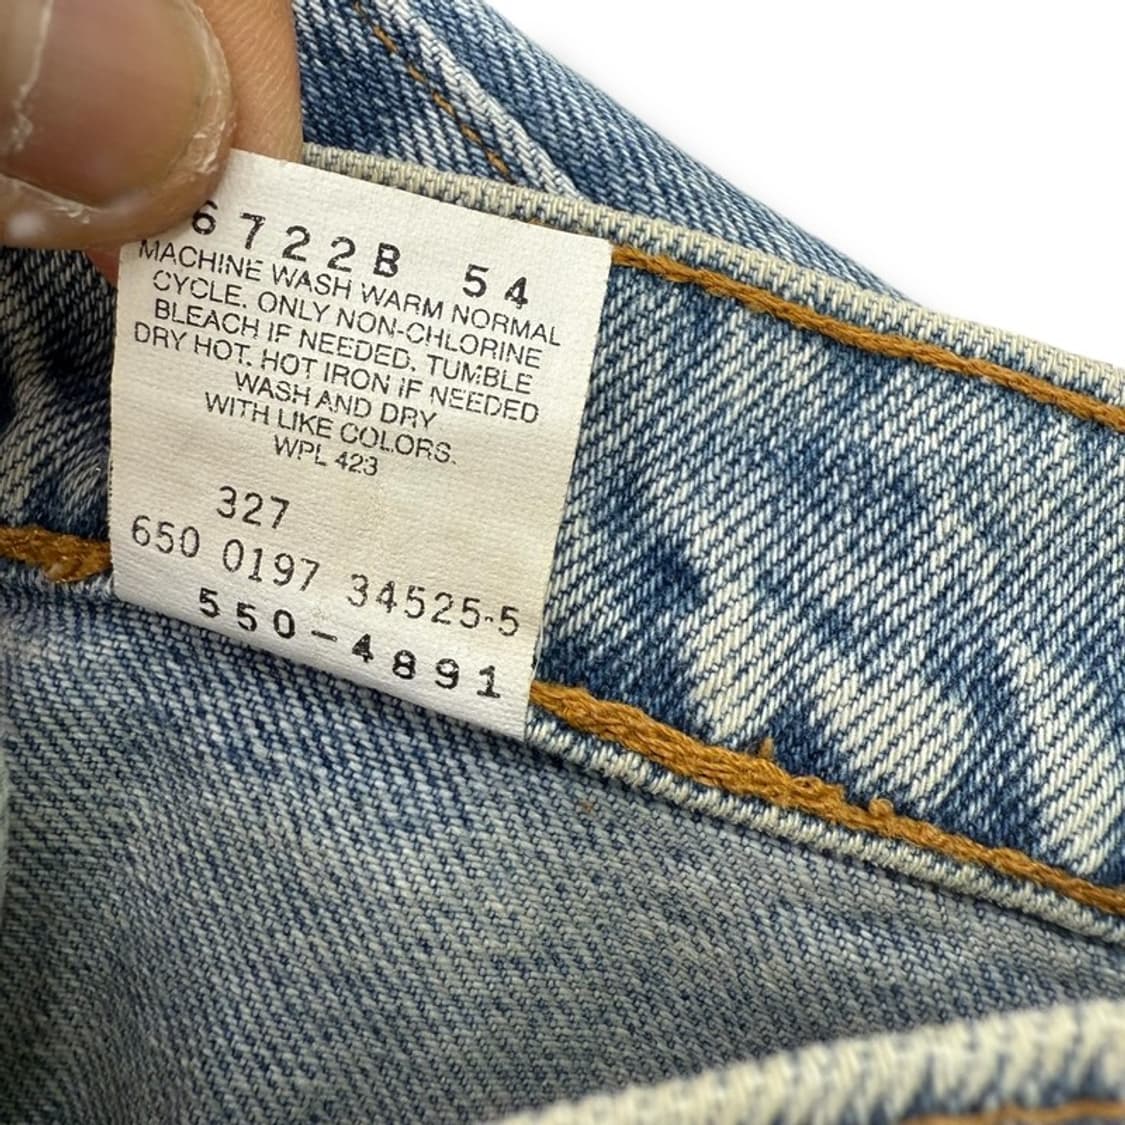 6722B 54
MACHINE WASH WARM NORMAL
CYCLE. ONLY NON-CHLORINE
BLEACH IF NEEDED. TUMBLE
DRY HOT. HOT IRON IF NEEDED
WASH AND DRY
WITH LIKE COLORS.
WPL 423
327
650 0197 34525-5
550-4891